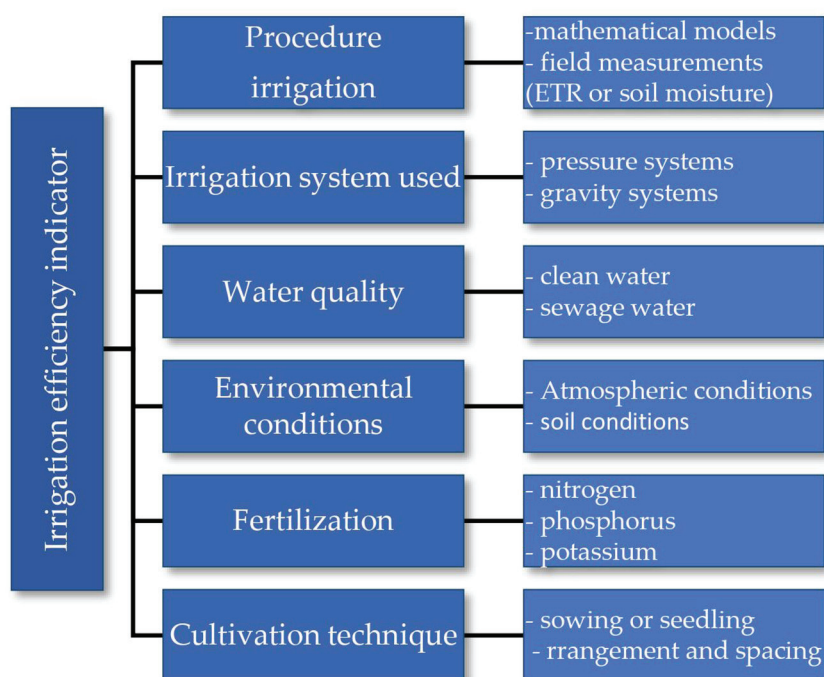 Irrigation efficiency indicator
Procedure
irrigation
-mathematical models
- field measurements
(ETR or soil moisture)
Irrigation system used
- pressure systems
- gravity systems
Water quality
- clean water
- sewage water
Environmental
conditions
- Atmospheric conditions
- soil conditions
Fertilization
- nitrogen
- phosphorus
- potassium
Cultivation technique
- sowing or seedling
- rrangement and spacing